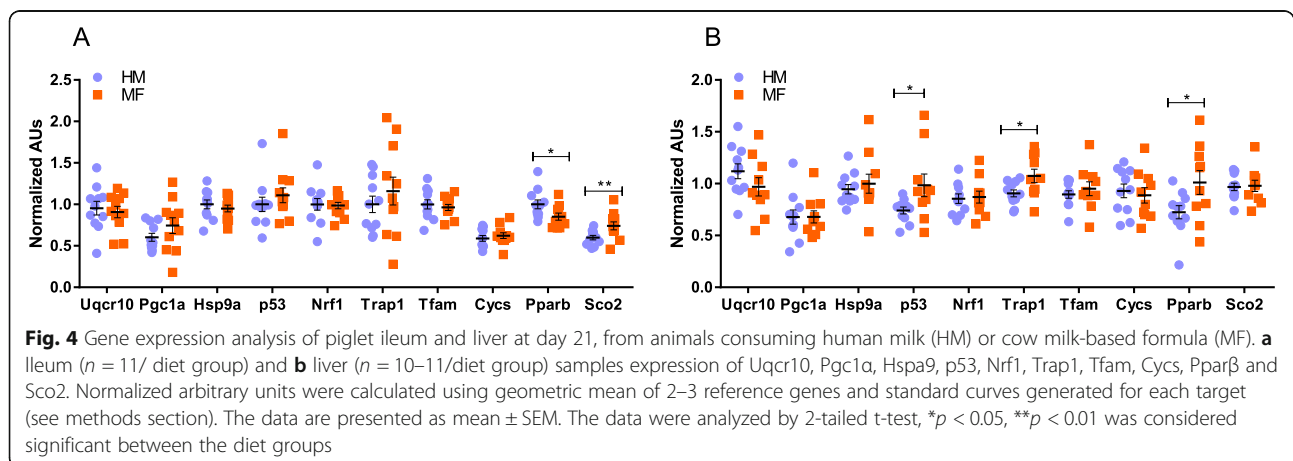 A
B
HM
MF
HM
MF
Normalized AUs
2.5
2.0
1.5
1.0
0.5
0.0
*
**
Uqcr10 Pgc1a Hsp9a p53 Nrf1 Trap1 Tfam Cycs Pparb Sco2
Normalized AUs
2.0
1.5
1.0
0.5
0.0
*
*
*
Uqcr10 Pgc1a Hsp9a p53 Nrf1 Trap1 Tfam Cycs Pparb Sco2
Fig. 4 Gene expression analysis of piglet ileum and liver at day 21, from animals consuming human milk (HM) or cow milk-based formula (MF). a
Ileum (n = 11/ diet group) and b liver (n = 10–11/diet group) samples expression of Uqcr10, Pgc1α, Hspa9, p53, Nrf1, Trap1, Tfam, Cycs, Pparβ and
Sco2. Normalized arbitrary units were calculated using geometric mean of 2–3 reference genes and standard curves generated for each target
(see methods section). The data are presented as mean ± SEM. The data were analyzed by 2-tailed t-test, *p < 0.05, **p < 0.01 was considered
significant between the diet groups